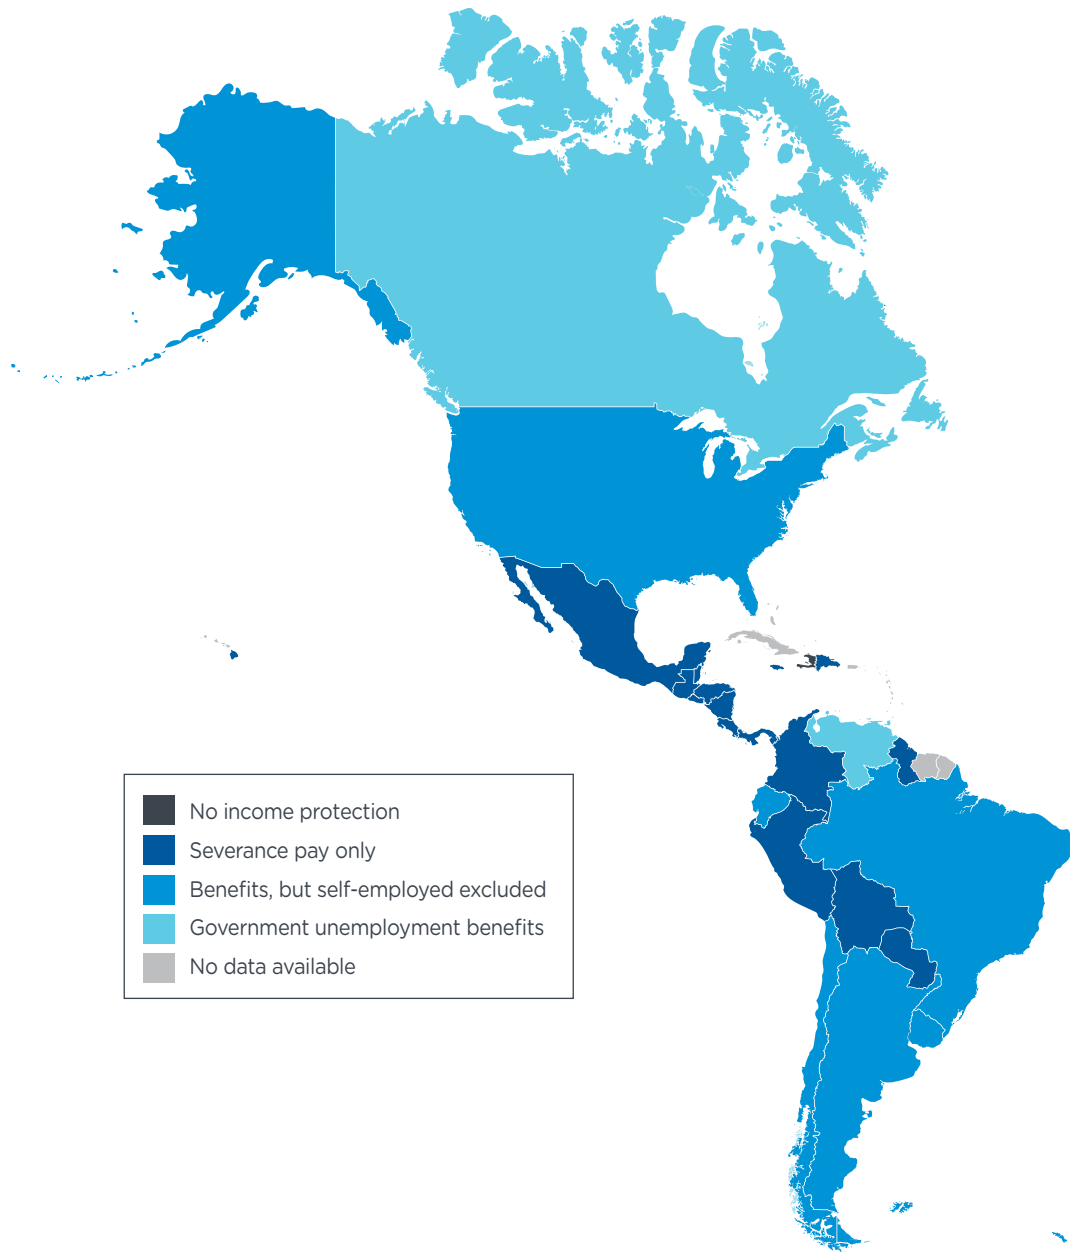 No income protection
Severance pay only
Benefits, but self-employed excluded
Government unemployment benefits
No data available